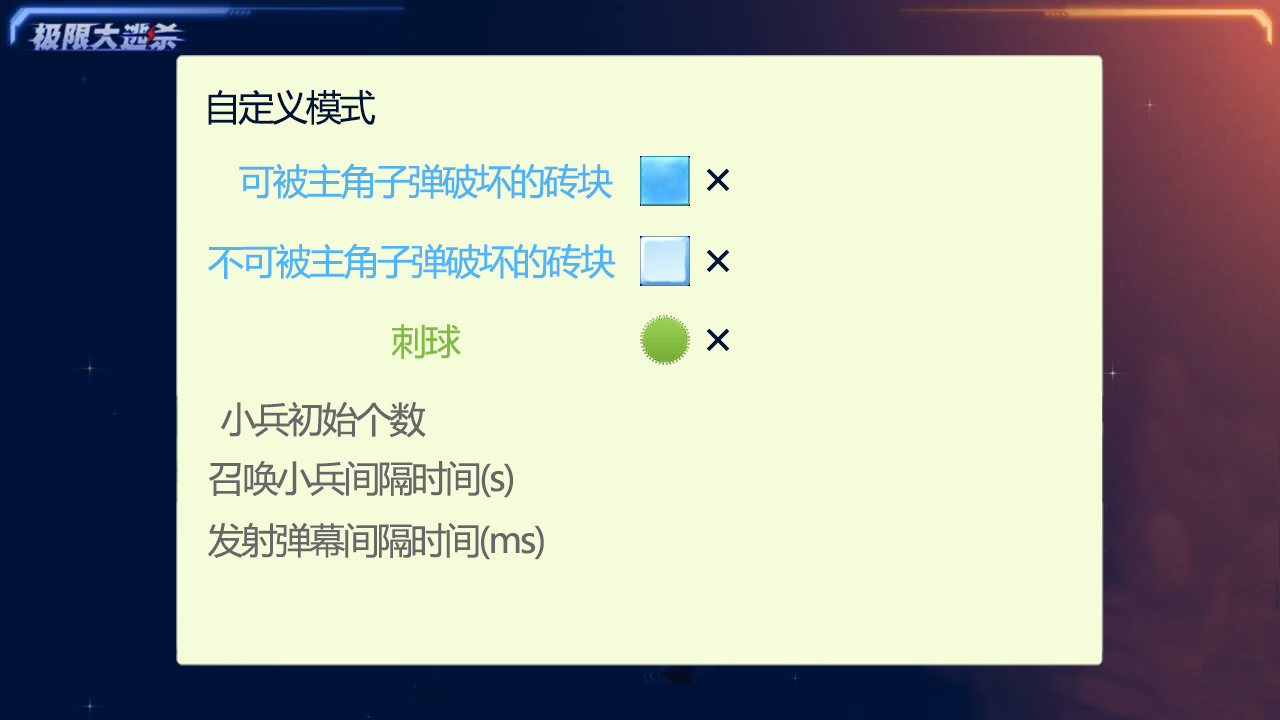 极限大逃杀
自定义模式
可被主角子弹破坏的砖块 ×
不可被主角子弹破坏的砖块 ×
刺球 ×
小兵初始个数
召唤小兵间隔时间(s)
发射弹幕间隔时间(ms)